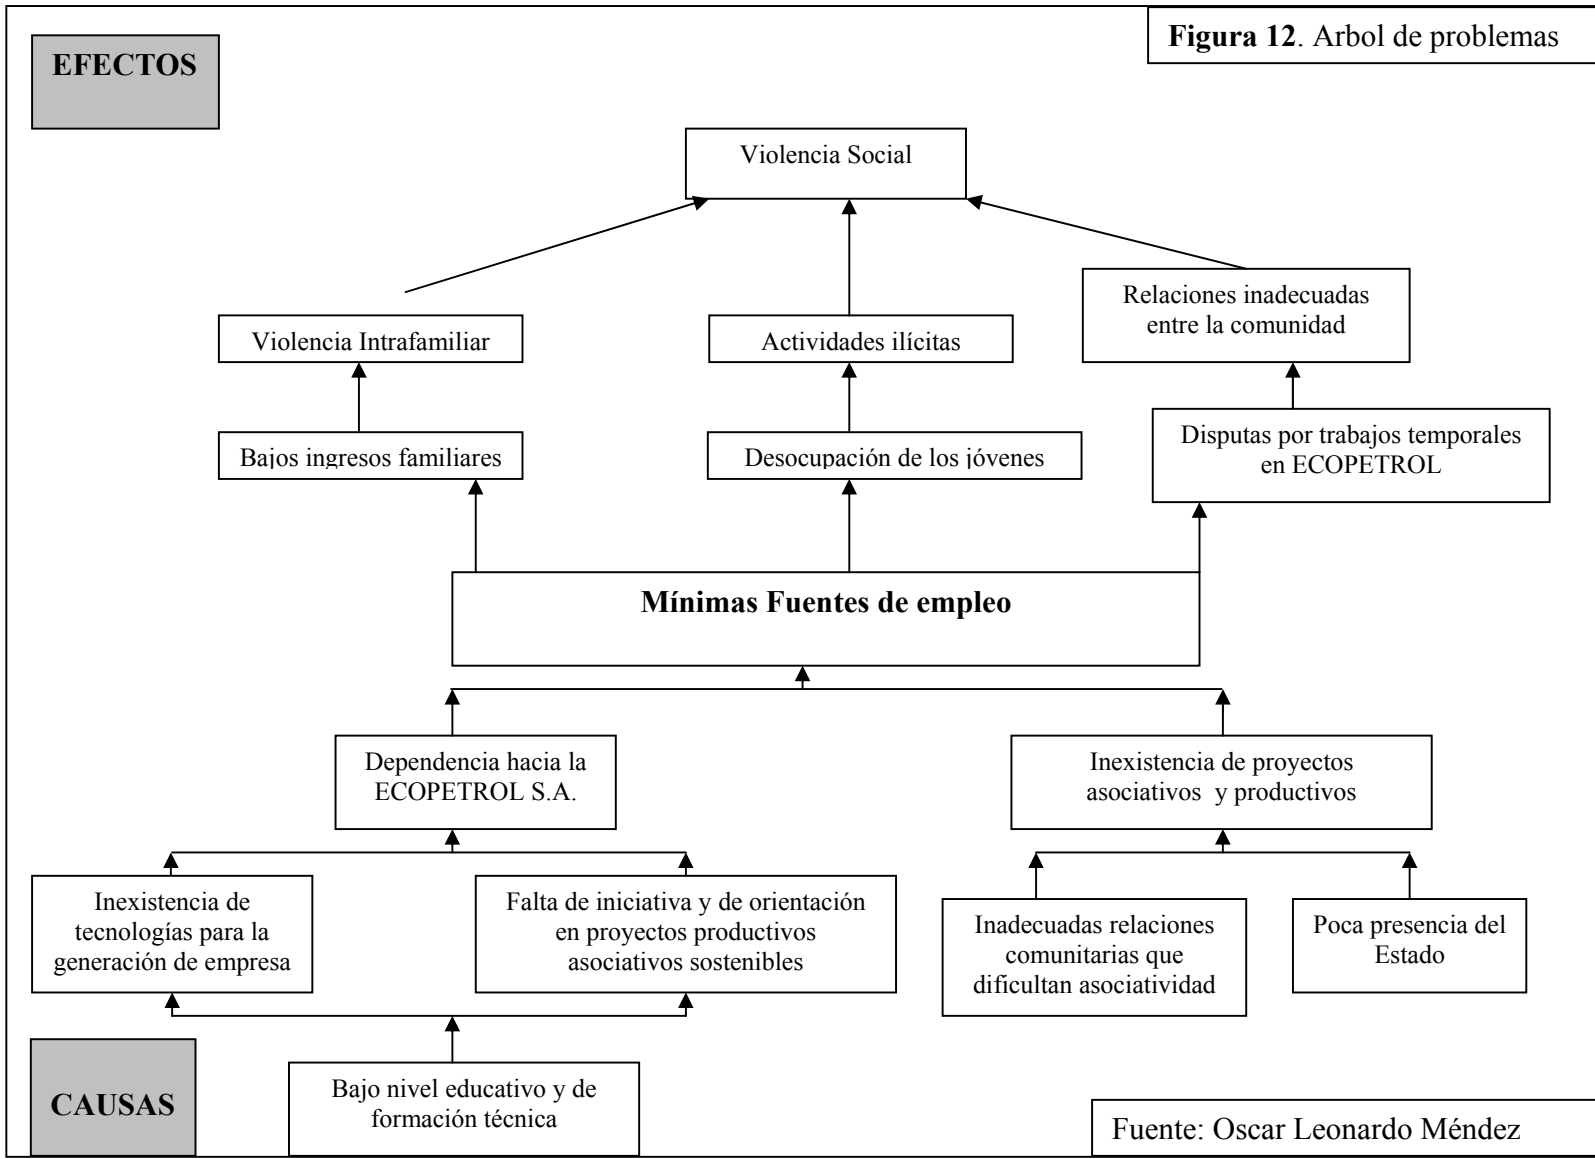 Figura 12. Arbol de problemas
EFECTOS
Violencia Social
Relaciones inadecuadas
entre la comunidad
Violencia Intrafamiliar
Actividades ilícitas
Disputas por trabajos temporales
en ECOPETROL
Bajos ingresos familiares
Desocupación de los jóvenes
Mínimas Fuentes de empleo
Dependencia hacia la
ECOPETROL S.A.
Inexistencia de proyectos
asociativos y productivos
Inexistencia de
tecnologías para la
generación de empresa
Falta de iniciativa y de orientación
en proyectos productivos
asociativos sostenibles
Inadecuadas relaciones
comunitarias que
dificultan asociatividad
Poca presencia del
Estado
CAUSAS
Bajo nivel educativo y de
formación técnica
Fuente: Oscar Leonardo Méndez